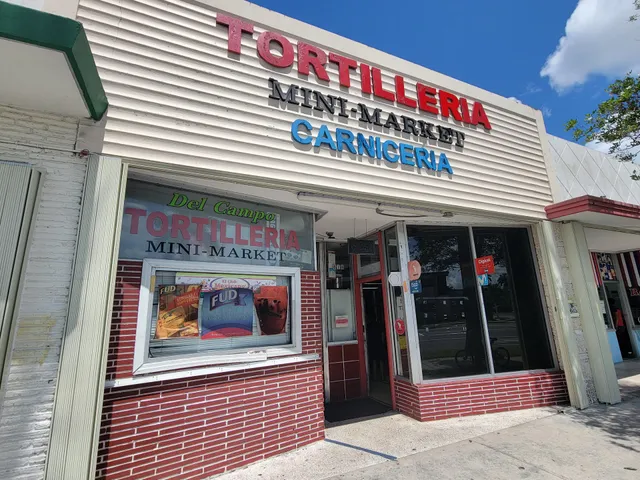 TORTILLERIA
MINI-MARKET
CARNICERIA
Del Campo
TORTILLERIA
MINI-MARKET
FUD
FUD